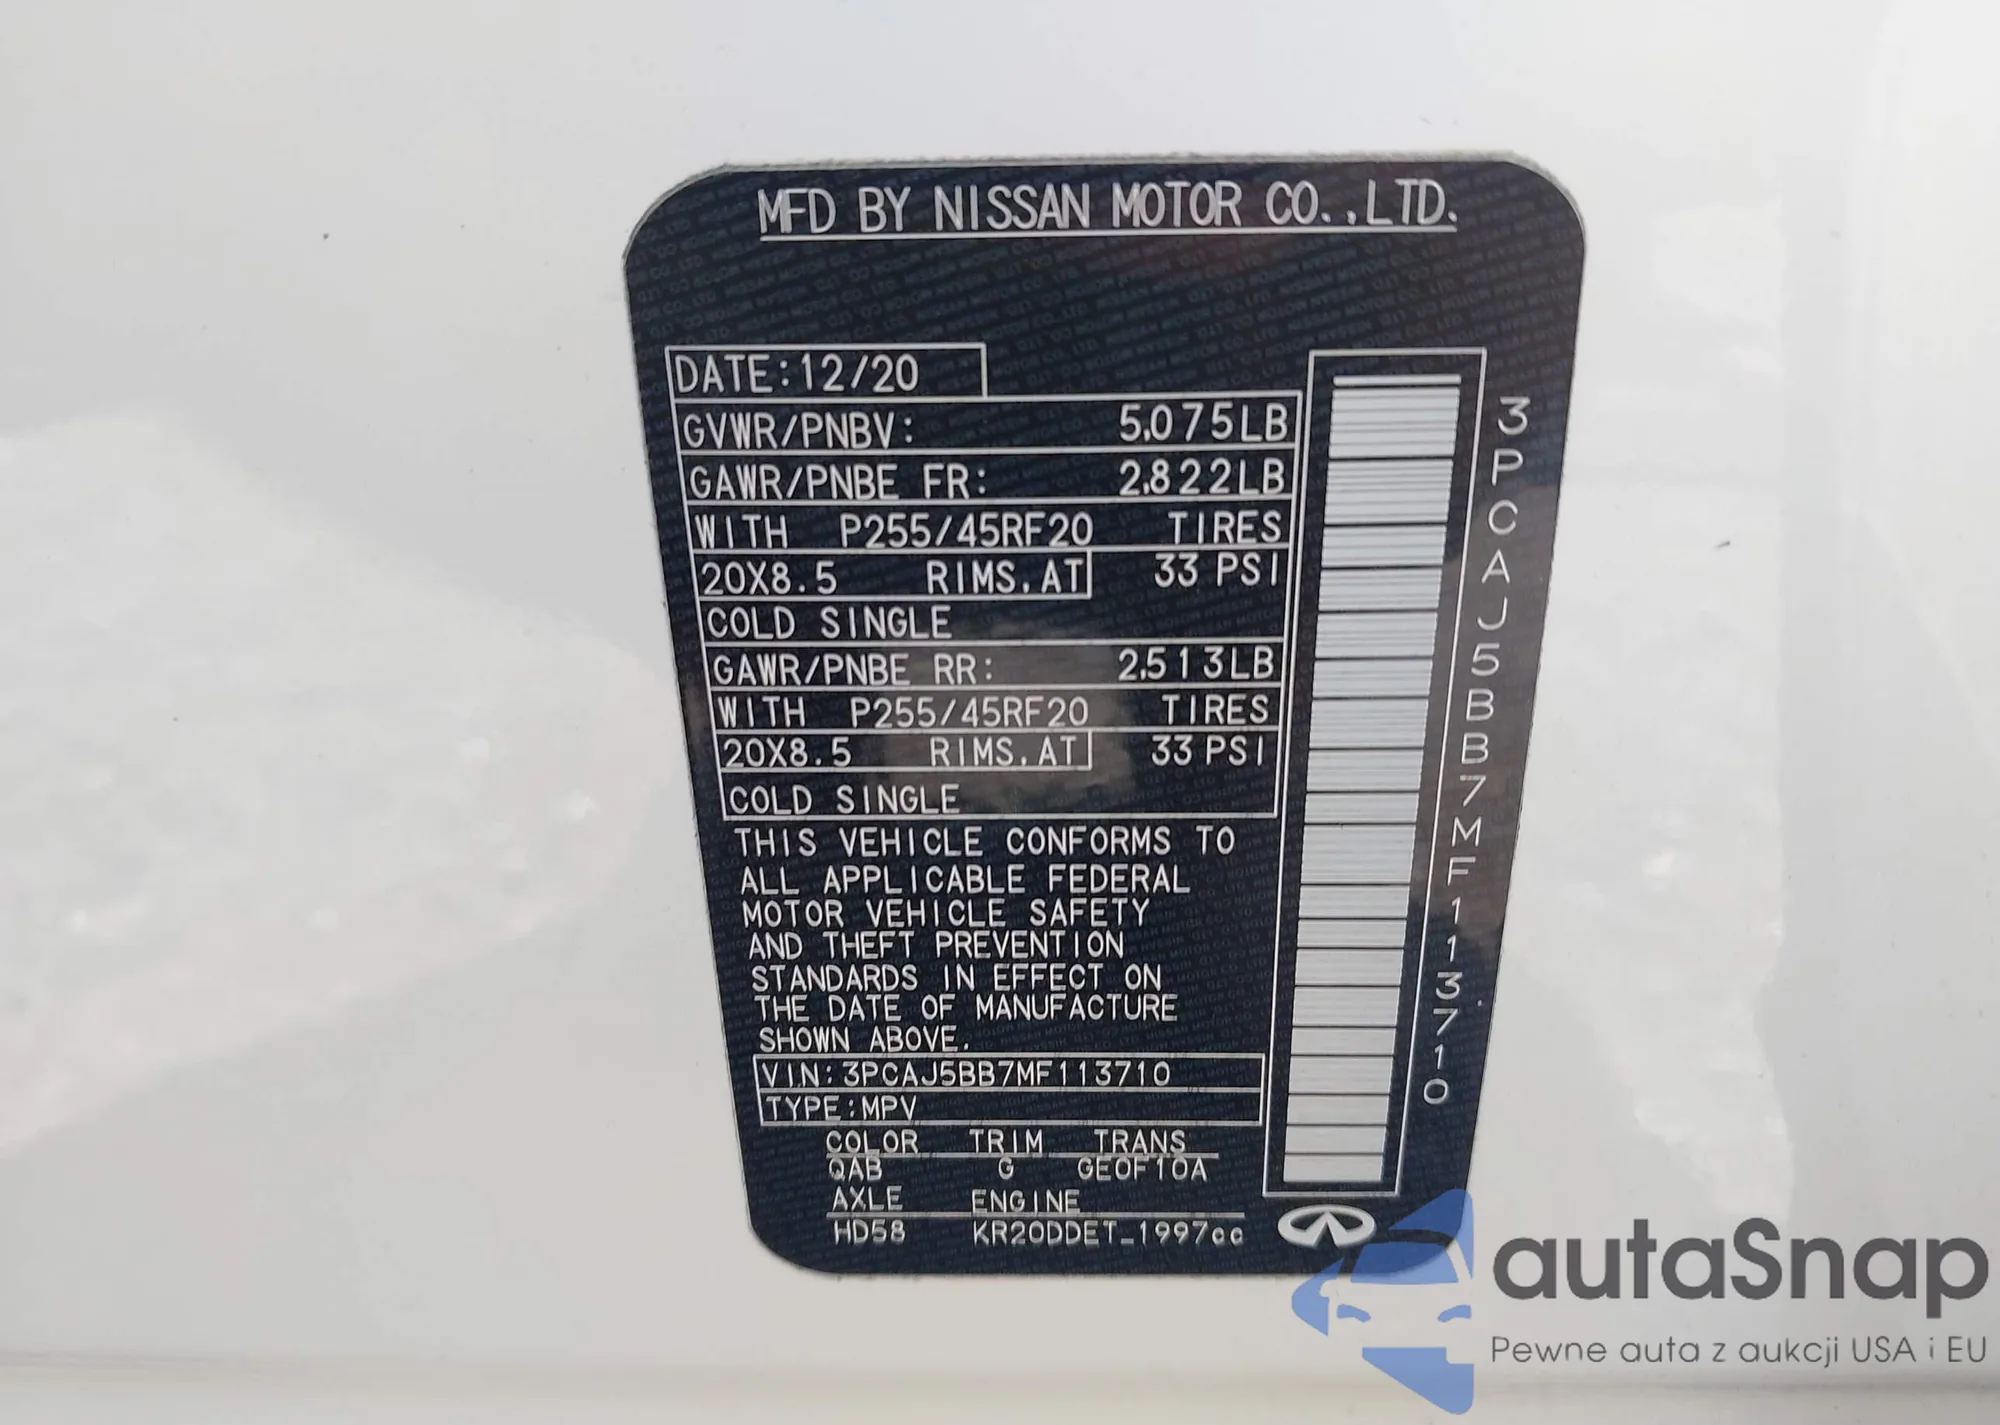 MFD BY NISSAN MOTOR CO.,LTD.
DATE:12/20
GVWR/PNBV: 5,075LB
GAWR/PNBE FR: 2,822LB
WITH P255/45RF20 TIRES
20X8.5 RIMS,AT 33 PSI
COLD SINGLE
GAWR/PNBE RR: 2,513LB
WITH P255/45RF20 TIRES
20X8.5 RIMS,AT 33 PSI
COLD SINGLE
THIS VEHICLE CONFORMS TO
ALL APPLICABLE FEDERAL
MOTOR VEHICLE SAFETY
AND THEFT PREVENTION
STANDARDS IN EFFECT ON
THE DATE OF MANUFACTURE
SHOWN ABOVE.
VIN:3PCAJ5BB7MF113710
TYPE:MPV
COLOR TRIM TRANS
QAB G GE0F10A
AXLE ENGINE
HD58 KR20DDET_1997cc
3PCAJ5BB7MF113710
autaSnap
Pewne auta z aukcji USA i EU